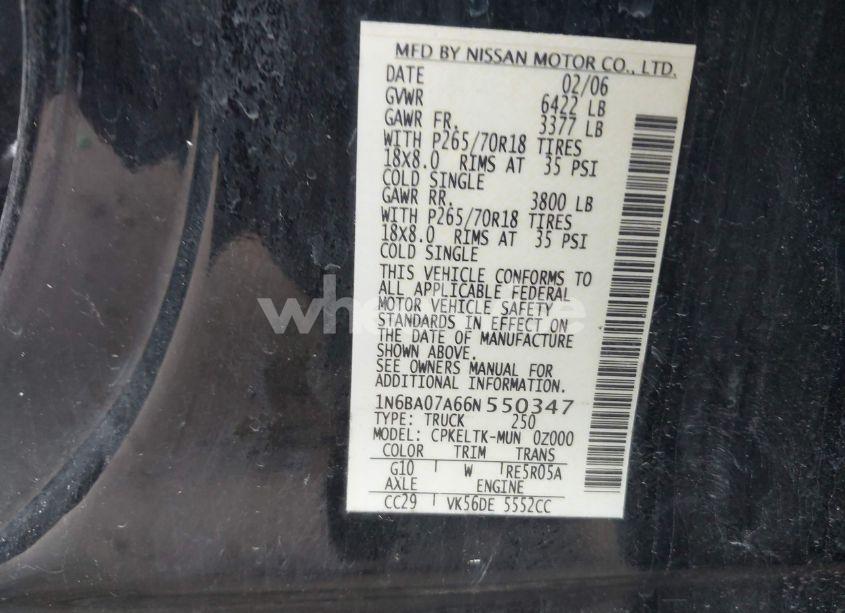 MFD BY NISSAN MOTOR CO., LTD.
DATE 02/06
GVWR 6422 LB
GAWR FR. 3377 LB
WITH P265/70R18 TIRES
18X8.0 RIMS AT 35 PSI
COLD SINGLE
GAWR RR. 3800 LB
WITH P265/70R18 TIRES
18X8.0 RIMS AT 35 PSI
COLD SINGLE
THIS VEHICLE CONFORMS TO
ALL APPLICABLE FEDERAL
MOTOR VEHICLE SAFETY
STANDARDS IN EFFECT ON
THE DATE OF MANUFACTURE
SHOWN ABOVE.
SEE OWNERS MANUAL FOR
ADDITIONAL INFORMATION.
1N6BA07A66N550347
TYPE: TRUCK 250
MODEL: CPKELTK-MUN 0Z000
COLOR TRIM TRANS
G10 W RE5R05A
AXLE ENGINE
CC29 VK56DE 5552CC